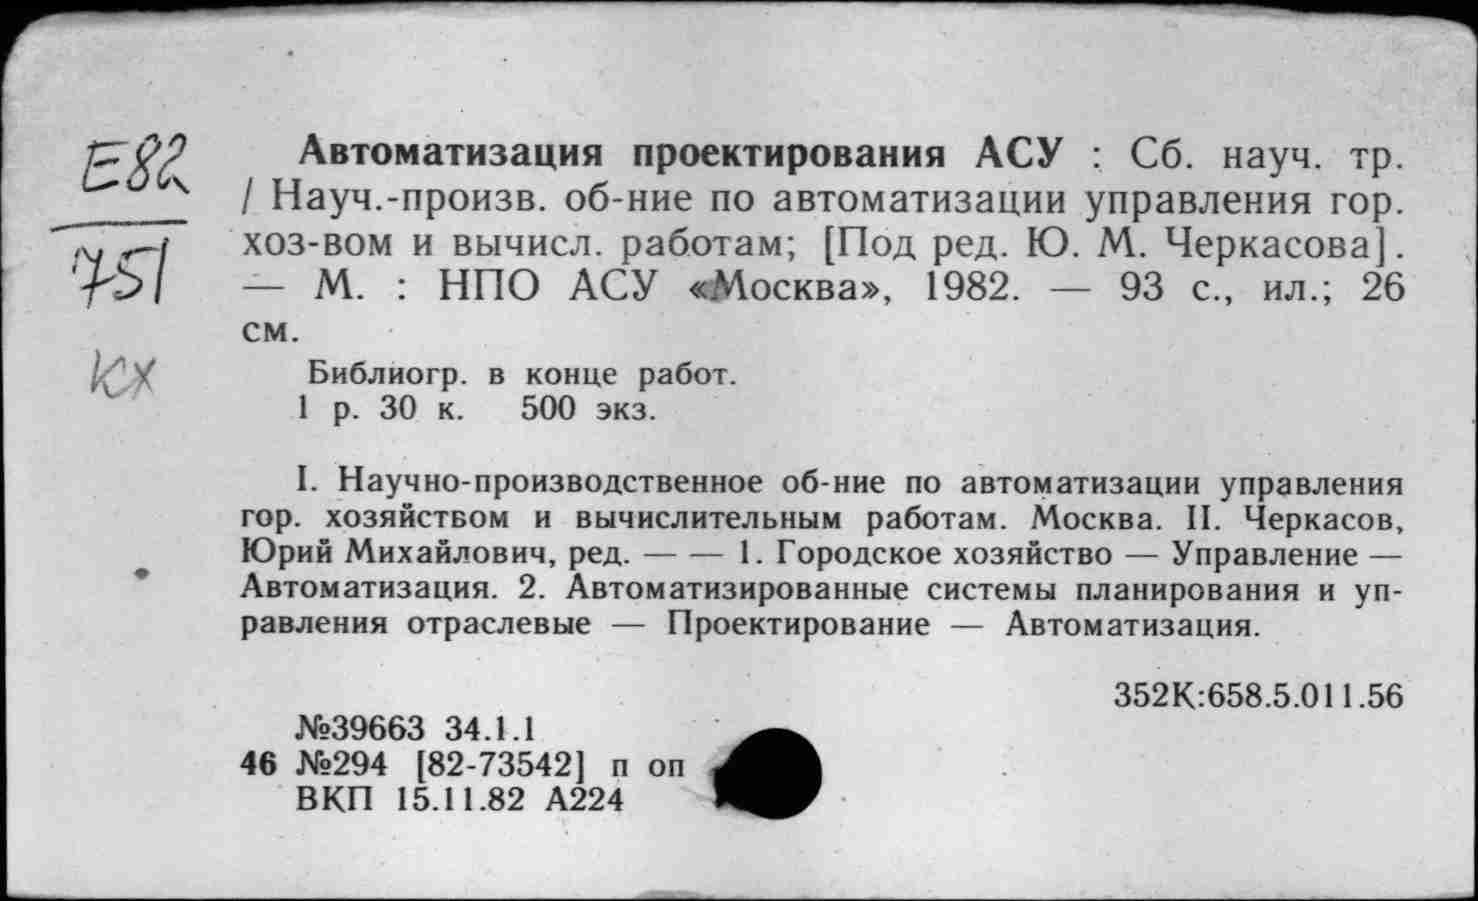 E82
751
кх
Автоматизация проектирования АСУ : Сб. науч. тр.
/ Науч.-произв. об-ние по автоматизации управления гор.
хоз-вом и вычисл. работам; [Под ред. Ю. М. Черкасова].
— М. : НПО АСУ «Москва», 1982. — 93 с., ил.; 26
см.
Библиогр. в конце работ.
1 р. 30 к. 500 экз.
I. Научно-производственное об-ние по автоматизации управления
гор. хозяйством и вычислительным работам. Москва. II. Черкасов,
Юрий Михайлович, ред. — — 1. Городское хозяйство — Управление —
Автоматизация. 2. Автоматизированные системы планирования и уп-
равления отраслевые — Проектирование — Автоматизация.
352К:658.5.011.56
№39663 34.1.1
46 №294 [82-73542] п оп
ВКП 15.11.82 А224